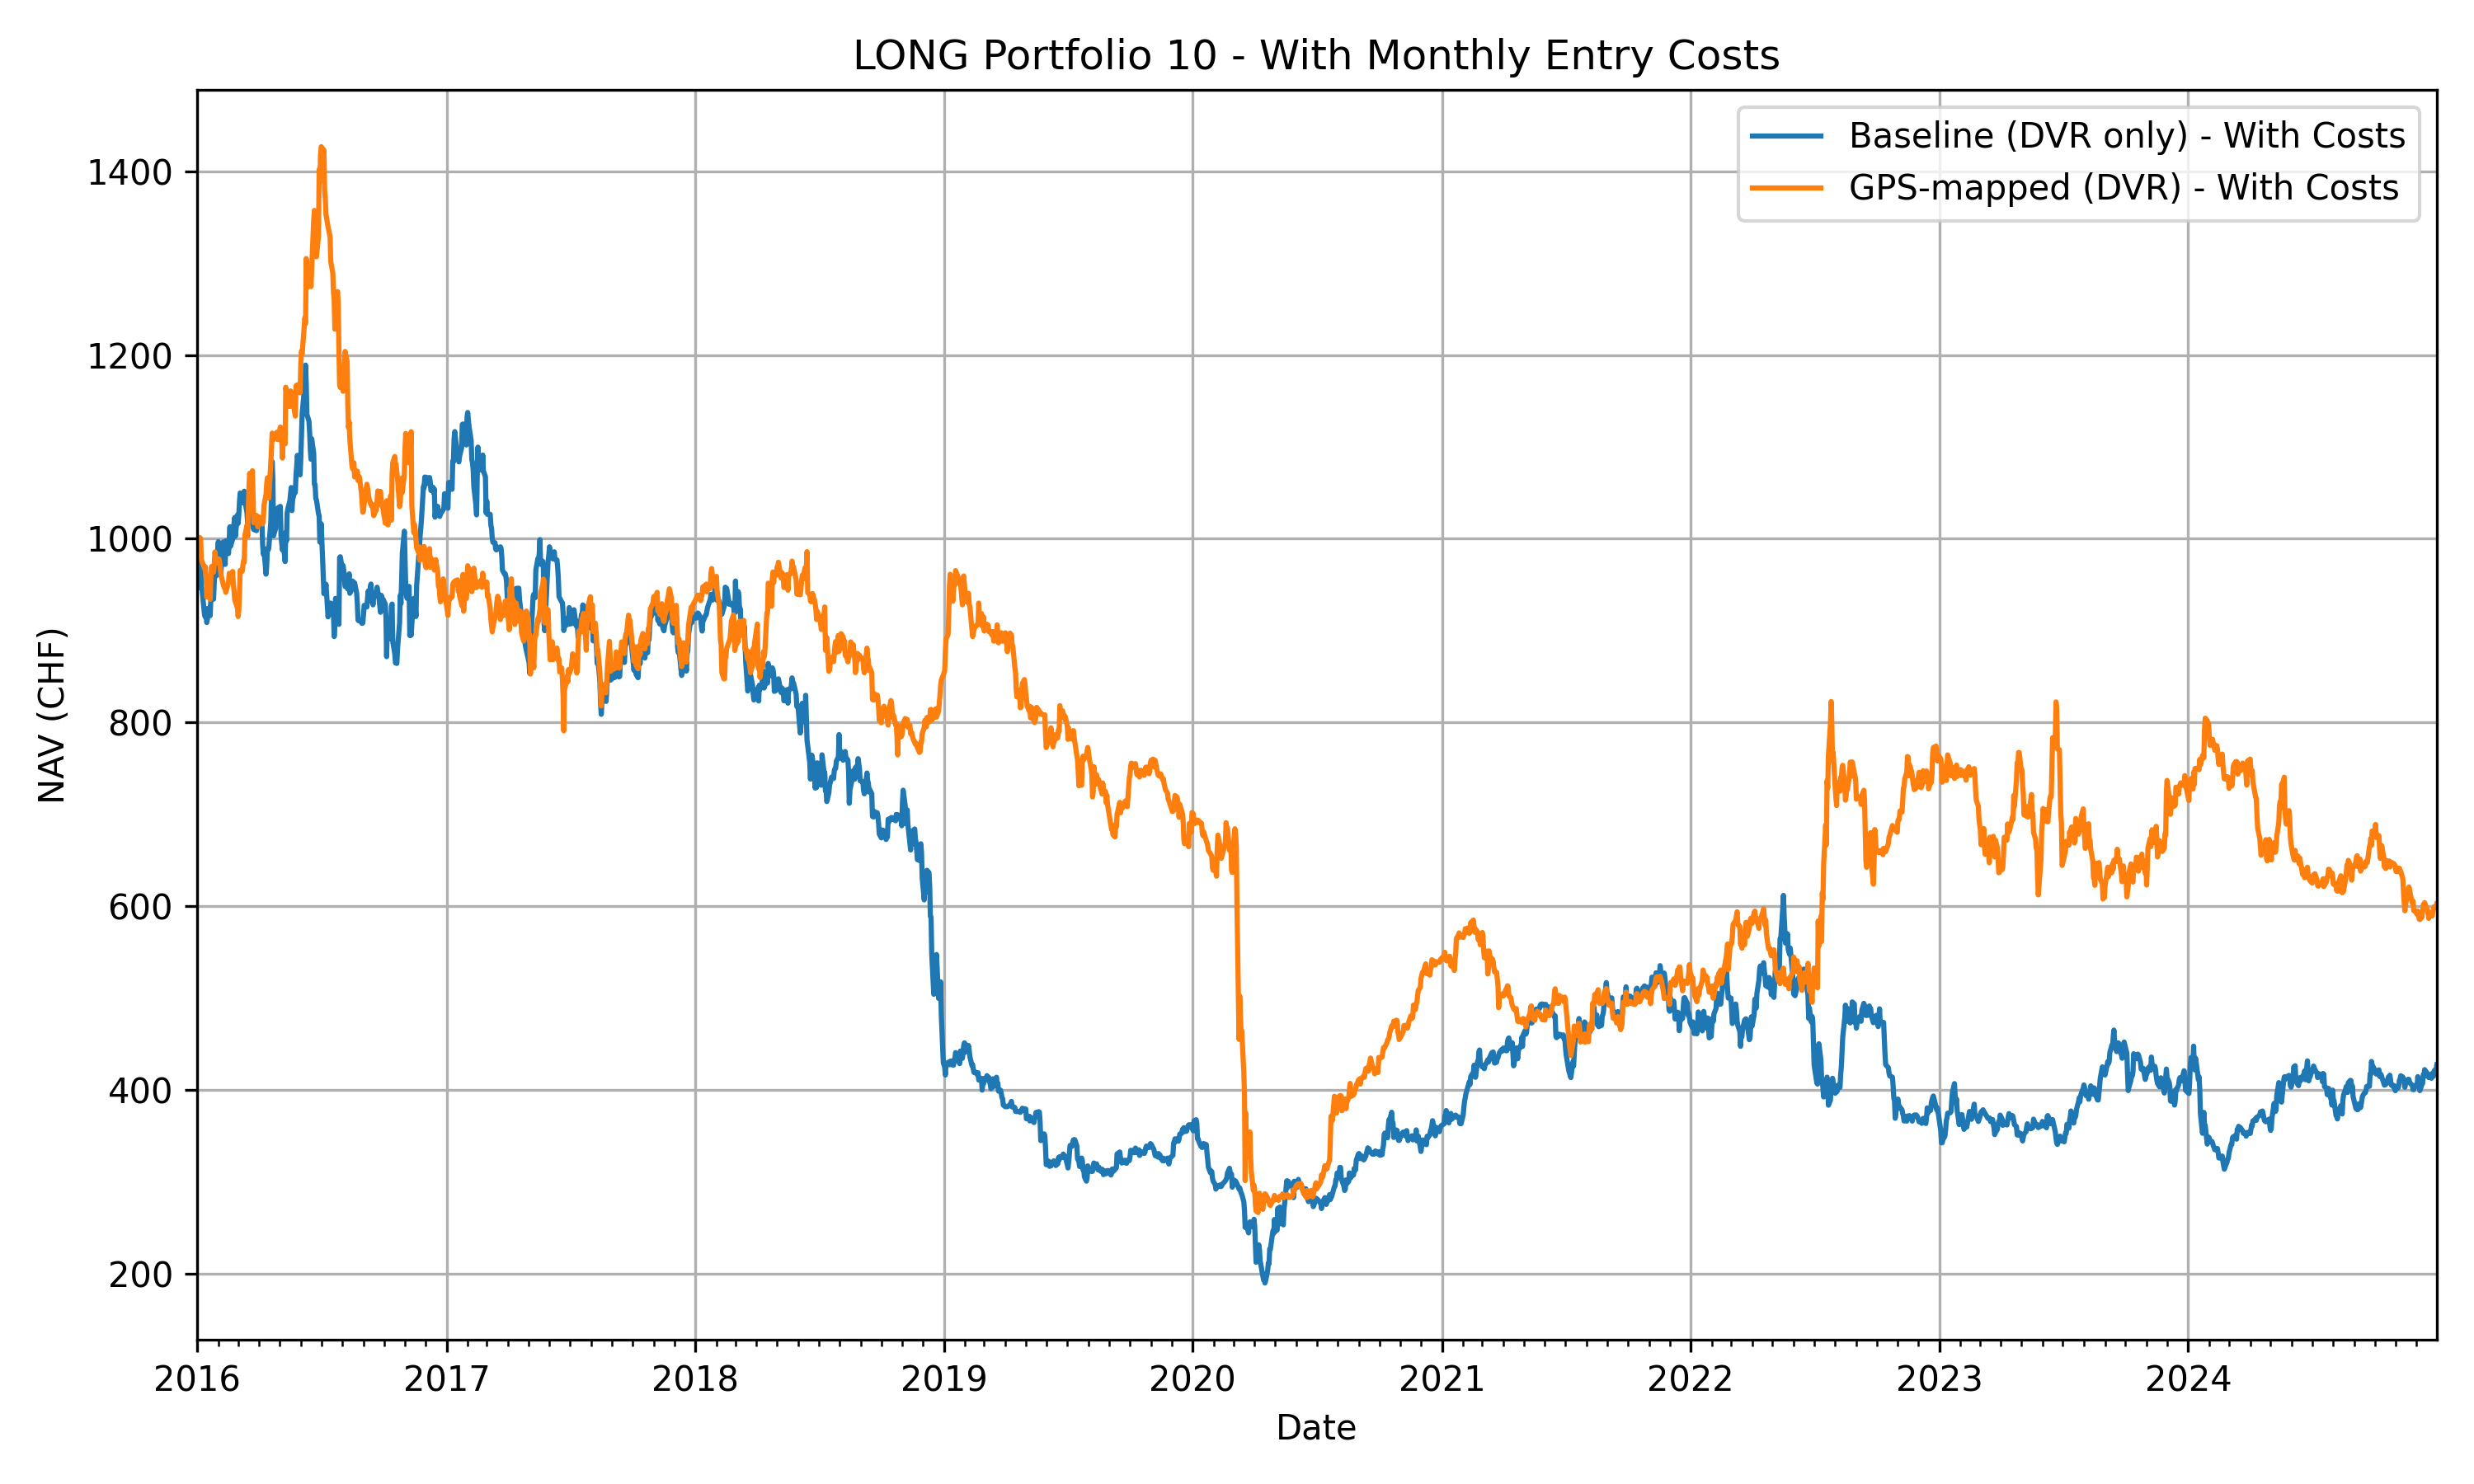 LONG Portfolio 10 - With Monthly Entry Costs
Baseline (DVR only) - With Costs
GPS-mapped (DVR) - With Costs
NAV (CHF)
1400
1200
1000
800
600
400
200
2016 2017 2018 2019 2020 2021 2022 2023 2024
Date